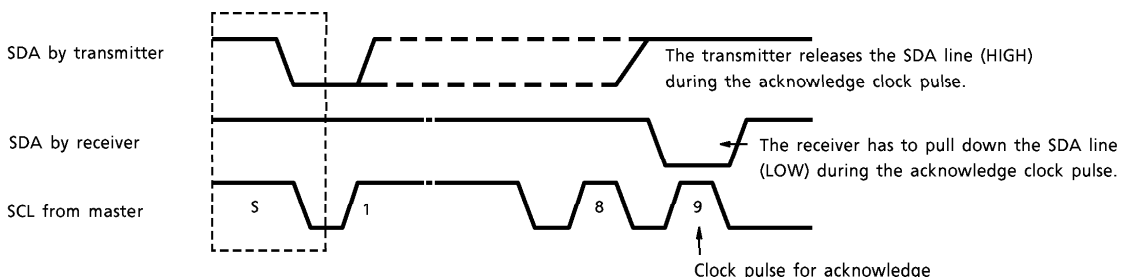 SDA by transmitter
The transmitter releases the SDA line (HIGH)
during the acknowledge clock pulse.
SDA by receiver
The receiver has to pull down the SDA line
(LOW) during the acknowledge clock pulse.
SCL from master
S
1
8
9
Clock pulse for acknowledge